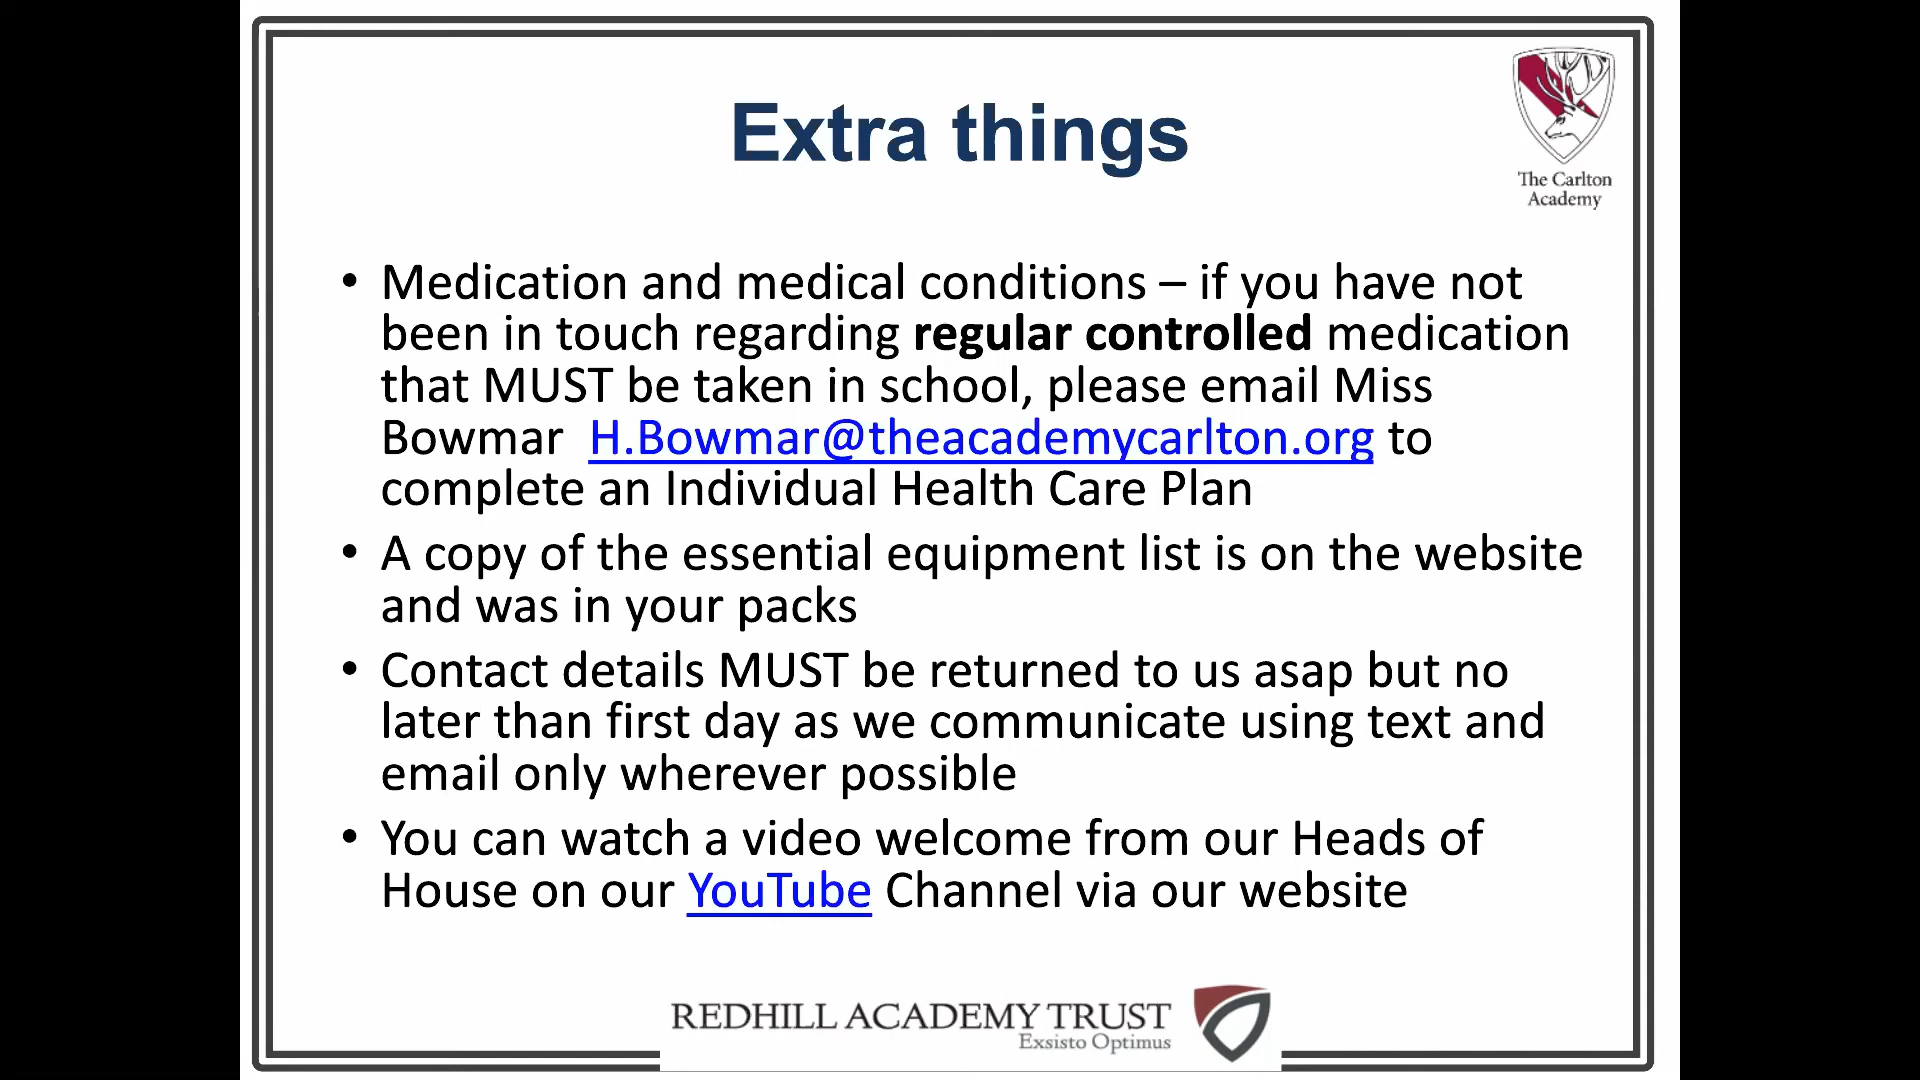 Extra things
The Carlton
Academy
• Medication and medical conditions – if you have not
been in touch regarding regular controlled medication
that MUST be taken in school, please email Miss
Bowmar  H.Bowmar@theacademycarlton.org to
complete an Individual Health Care Plan
• A copy of the essential equipment list is on the website
and was in your packs
• Contact details MUST be returned to us asap but no
later than first day as we communicate using text and
email only wherever possible
• You can watch a video welcome from our Heads of
House on our YouTube Channel via our website
REDHILL ACADEMY TRUST
Exsisto Optimus